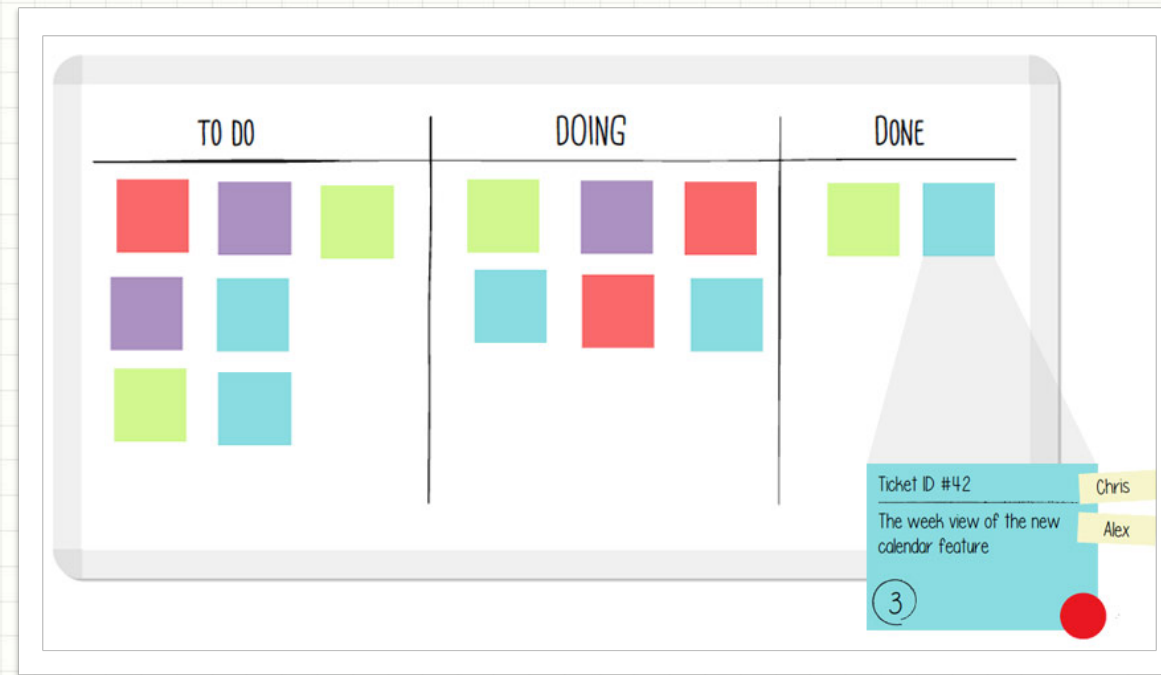 TO DO
DOING
DONE
Ticket ID #42
Chris
The week view of the new
calendar feature
Alex
3